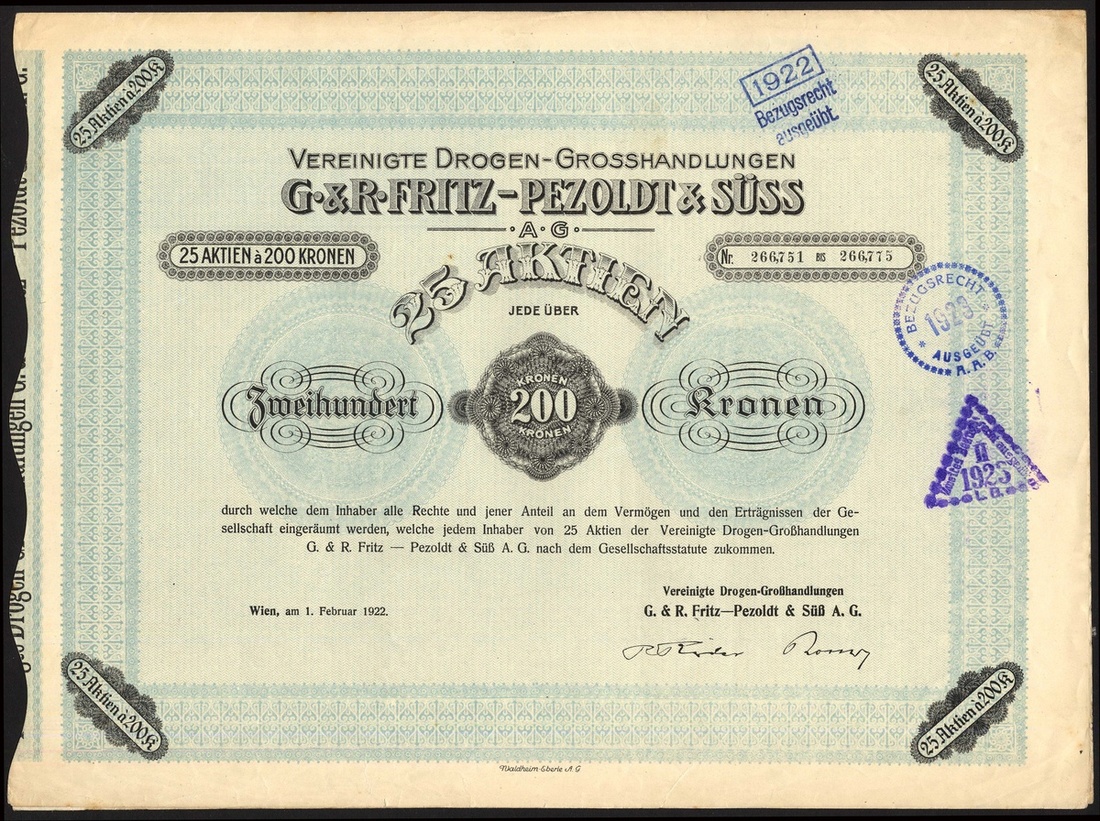 25 Aktien à 200 K
25 Aktien à 200 K
1922
Bezugsrecht
ausgeübt
VEREINIGTE DROGEN-GROSSHANDLUNGEN
G. & R. FRITZ-PEZOLDT & SÜSS
· A · G ·
25 AKTIEN à 200 KRONEN
Nr. 266,751 BIS 266,775
25 AKTIEN
JEDE ÜBER
BEZUGSRECHT
1923
* AUSGEÜBT *
A.A.B.
Zweihundert
KRONEN
200
KRONEN
Kronen
II
1923
durch welche dem Inhaber alle Rechte und jener Anteil an dem Vermögen und den Erträgnissen der Ge-
sellschaft eingeräumt werden, welche jedem Inhaber von 25 Aktien der Vereinigte Drogen-Großhandlungen
G. & R. Fritz — Pezoldt & Süß A. G. nach dem Gesellschaftsstatute zukommen.
Wien, am 1. Februar 1922.
Vereinigte Drogen-Großhandlungen
G. & R. Fritz—Pezoldt & Süß A. G.
25 Aktien à 200 K
25 Aktien à 200 K
Waldheim-Eberle A. G